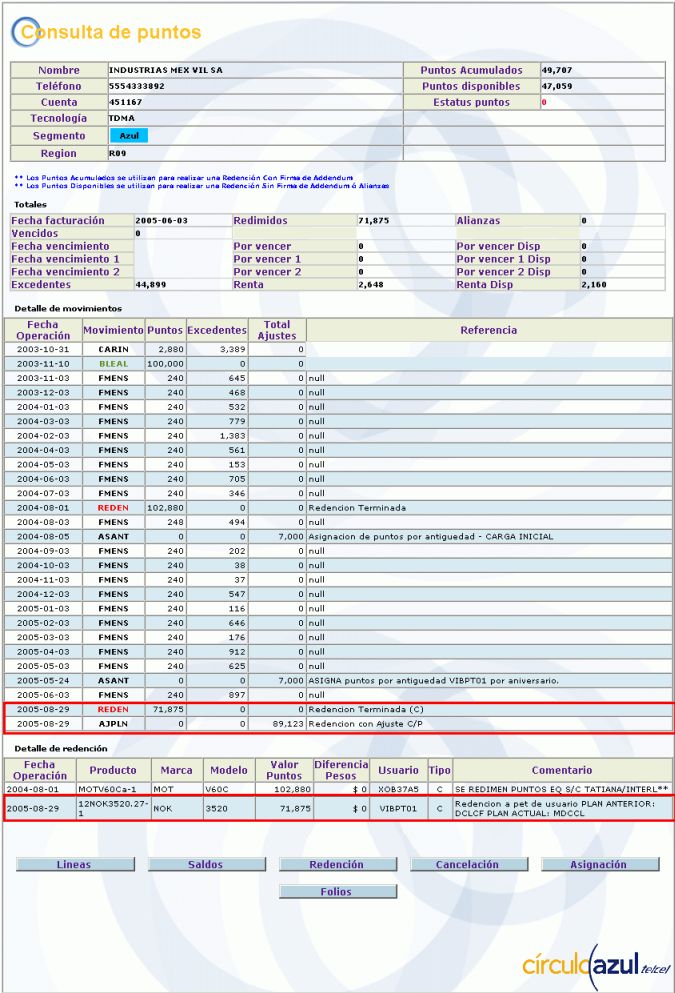 Consulta de puntos
Nombre INDUSTRIAS MEX VIL SA Puntos Acumulados 49,707
Teléfono 5554333892 Puntos disponibles 47,059
Cuenta 451167 Estatus puntos 0
Tecnología TDMA
Segmento Azul
Region R09
** Los Puntos Acumulados se utilizan para realizar una Redención Con Firma de Addendum
** Los Puntos Disponibles se utilizan para realizar una Redención Sin Firma de Addendum ó Alianzas
Totales
Fecha facturación 2005-06-03 Redimidos 71,875 Alianzas 0
Vencidos 0
Fecha vencimiento Por vencer 0 Por vencer Disp 0
Fecha vencimiento 1 Por vencer 1 0 Por vencer 1 Disp 0
Fecha vencimiento 2 Por vencer 2 0 Por vencer 2 Disp 0
Excedentes 44,899 Renta 2,648 Renta Disp 2,160
Detalle de movimientos
Fecha Operación Movimiento Puntos Excedentes Total Ajustes Referencia
2003-10-31 CARIN 2,880 3,389 0
2003-11-10 BLEAL 100,000 0 0
2003-11-03 FMENS 240 645 0 null
2003-12-03 FMENS 240 468 0 null
2004-01-03 FMENS 240 532 0 null
2004-03-03 FMENS 240 779 0 null
2004-02-03 FMENS 240 1,383 0 null
2004-04-03 FMENS 240 561 0 null
2004-05-03 FMENS 240 153 0 null
2004-06-03 FMENS 240 705 0 null
2004-07-03 FMENS 240 346 0 null
2004-08-01 REDEN 102,880 0 0 Redencion Terminada
2004-08-03 FMENS 248 494 0 null
2004-08-05 ASANT 0 0 7,000 Asignacion de puntos por antiguedad - CARGA INICIAL
2004-09-03 FMENS 240 202 0 null
2004-10-03 FMENS 240 38 0 null
2004-11-03 FMENS 240 37 0 null
2004-12-03 FMENS 240 547 0 null
2005-01-03 FMENS 240 116 0 null
2005-02-03 FMENS 240 646 0 null
2005-03-03 FMENS 240 176 0 null
2005-04-03 FMENS 240 912 0 null
2005-05-03 FMENS 240 625 0 null
2005-05-24 ASANT 0 0 7,000 ASIGNA puntos por antiguedad VIBPT01 por aniversario.
2005-06-03 FMENS 240 897 0 null
2005-08-29 REDEN 71,875 0 0 Redencion Terminada (C)
2005-08-29 AJPLN 0 0 89,123 Redencion con Ajuste C/P
Detalle de redención
Fecha Operación Producto Marca Modelo Valor Puntos Diferencia Pesos Usuario Tipo Comentario
2004-08-01 MOTV60Ca-1 MOT V60C 102,880 $ 0 XOB37A5 C SE REDIMEN PUNTOS EQ S/C TATIANA/INTERL**
2005-08-29 12NOK3520.27-1 NOK 3520 71,875 $ 0 VIBPT01 C Redencion a pet de usuario PLAN ANTERIOR: DCLCF PLAN ACTUAL: MDCCL
Lineas Saldos Redención Cancelación Asignación
Folios
círculo azul telcel